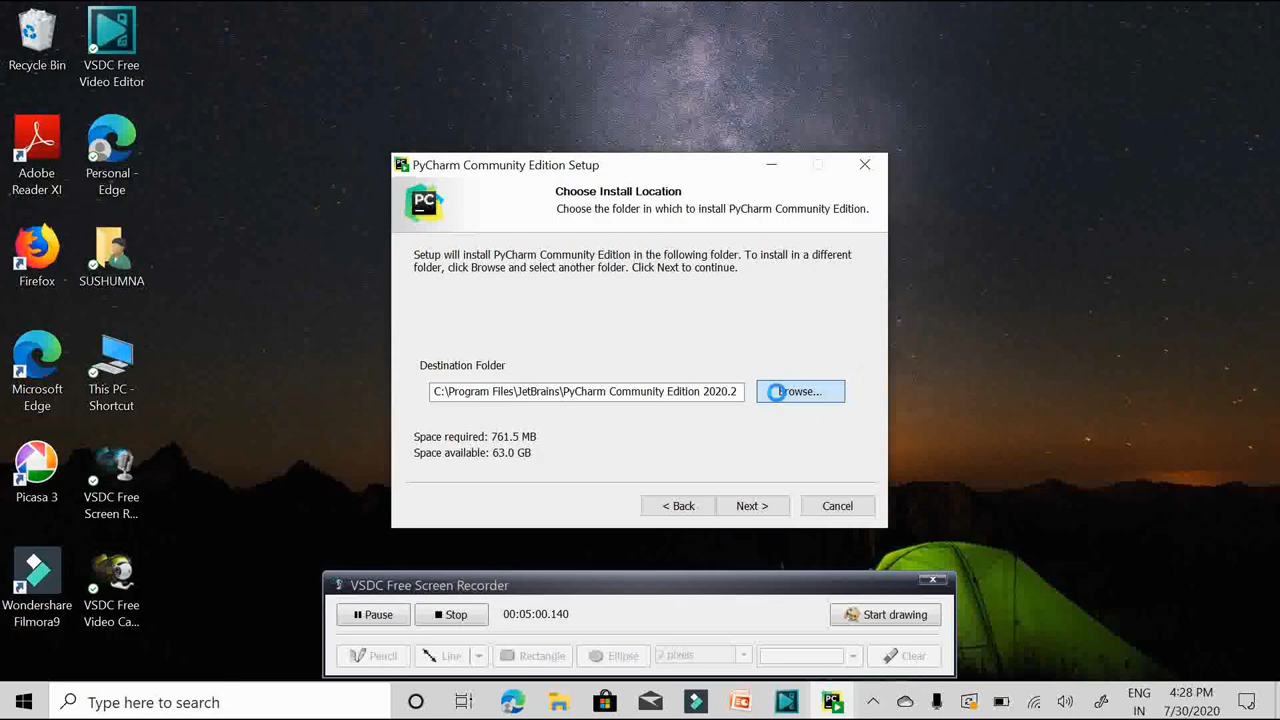 Recycle Bin
VSDC Free
Video Editor
Adobe
Reader XI
Personal -
Edge
Firefox
SUSHUMNA
Microsoft
Edge
This PC -
Shortcut
Picasa 3
VSDC Free
Screen R...
Wondershare
Filmora9
VSDC Free
Video Ca...
PC PyCharm Community Edition Setup
PC
Choose Install Location
Choose the folder in which to install PyCharm Community Edition.
Setup will install PyCharm Community Edition in the following folder. To install in a different
folder, click Browse and select another folder. Click Next to continue.
Destination Folder
C:\Program Files\JetBrains\PyCharm Community Edition 2020.2
Browse...
Space required: 761.5 MB
Space available: 63.0 GB
< Back
Next >
Cancel
VSDC Free Screen Recorder
Pause
Stop
00:05:00.140
Start drawing
Pencil
Line
Rectangle
Ellipse
2 pixels
Clear
Type here to search
PC
ENG
IN
4:28 PM
7/30/2020